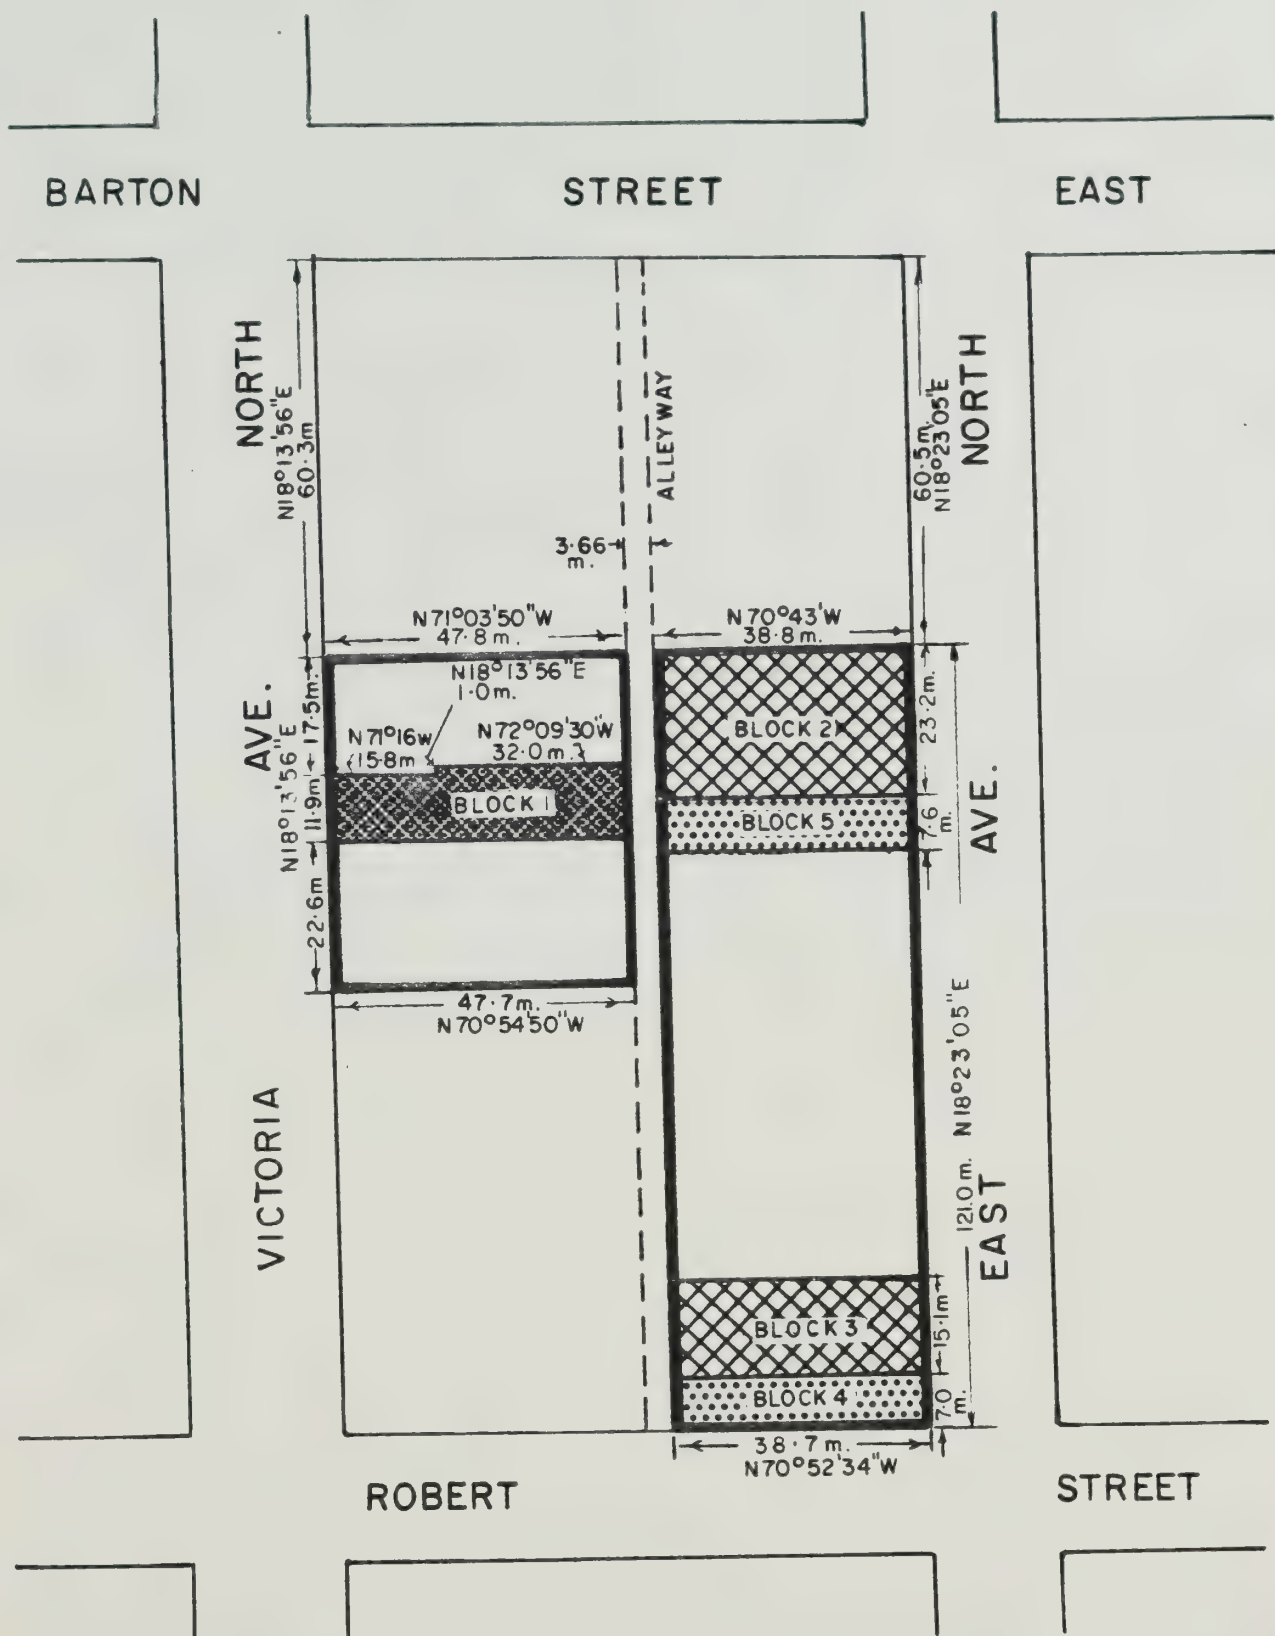 BARTON STREET EAST
NORTH
N18°13'56"E
60.3m
ALLEYWAY
60.5m.
N18°23'05"E
NORTH
3.66
m.
N71°03'50"W
47.8m.
N70°43'W
38.8m.
N18°13'56"E
1.0m.
N71°16W
15.8m
N72°09'30"W
32.0m.
17.5m.
AVE.
N18°13'56"E
11.9m
BLOCK 1
22.6m
BLOCK 2
23.2m.
BLOCK 5
7.6
m.
AVE.
47.7m.
N70°54'50"W
VICTORIA
N18°23'05"E
121.0m.
EAST
BLOCK 3
15.1m
BLOCK 4
7.0
m.
38.7m.
N70°52'34"W
ROBERT STREET